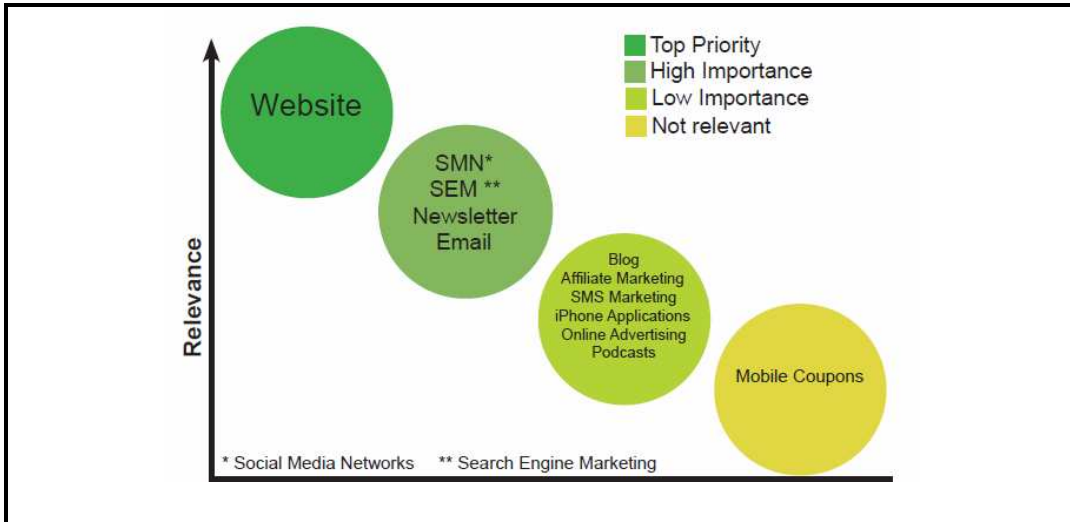 Top Priority
High Importance
Low Importance
Not relevant
Website
SMN*
SEM **
Newsletter
Email
Blog
Affiliate Marketing
SMS Marketing
iPhone Applications
Online Advertising
Podcasts
Mobile Coupons
Relevance
* Social Media Networks ** Search Engine Marketing